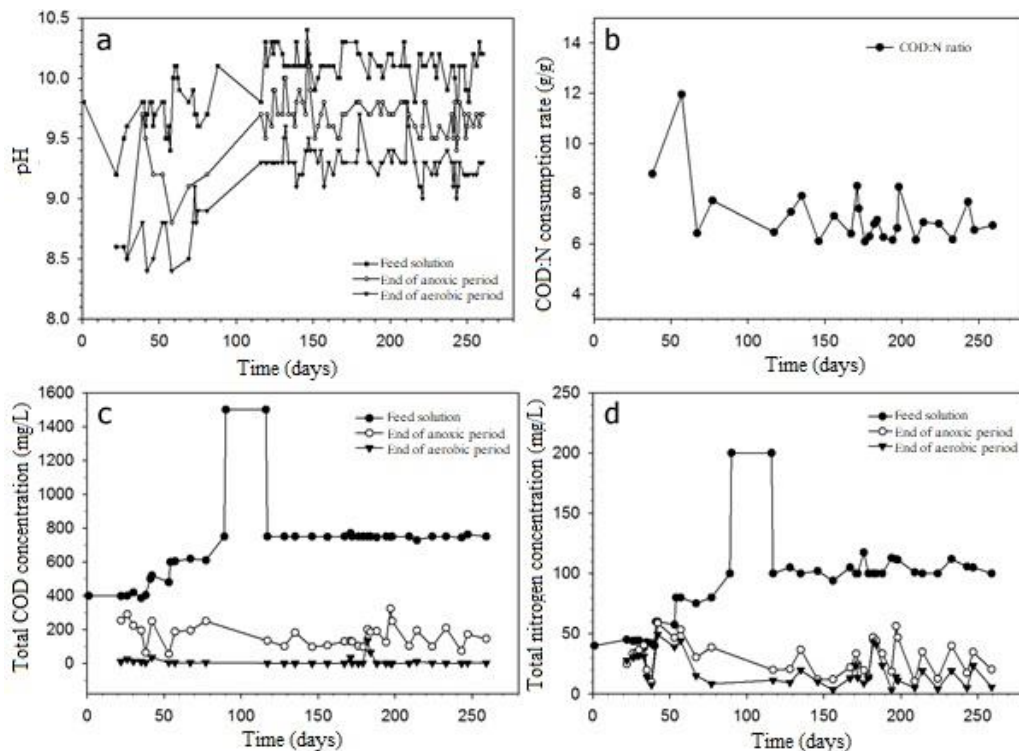 a
10.5
10.0
9.5
9.0
8.5
8.0
pH
0 50 100 150 200 250
Time (days)
Feed solution
End of anoxic period
End of aerobic period
b
14
12
10
8
6
4
COD:N consumption rate (g/g)
0 50 100 150 200 250
Time (days)
COD:N ratio
c
1600
1400
1200
1000
800
600
400
200
0
Total COD concentration (mg/L)
0 50 100 150 200 250
Time (days)
Feed solution
End of anoxic period
End of aerobic period
d
250
200
150
100
50
0
Total nitrogen concentration (mg/L)
0 50 100 150 200 250
Time (days)
Feed solution
End of anoxic period
End of aerobic period